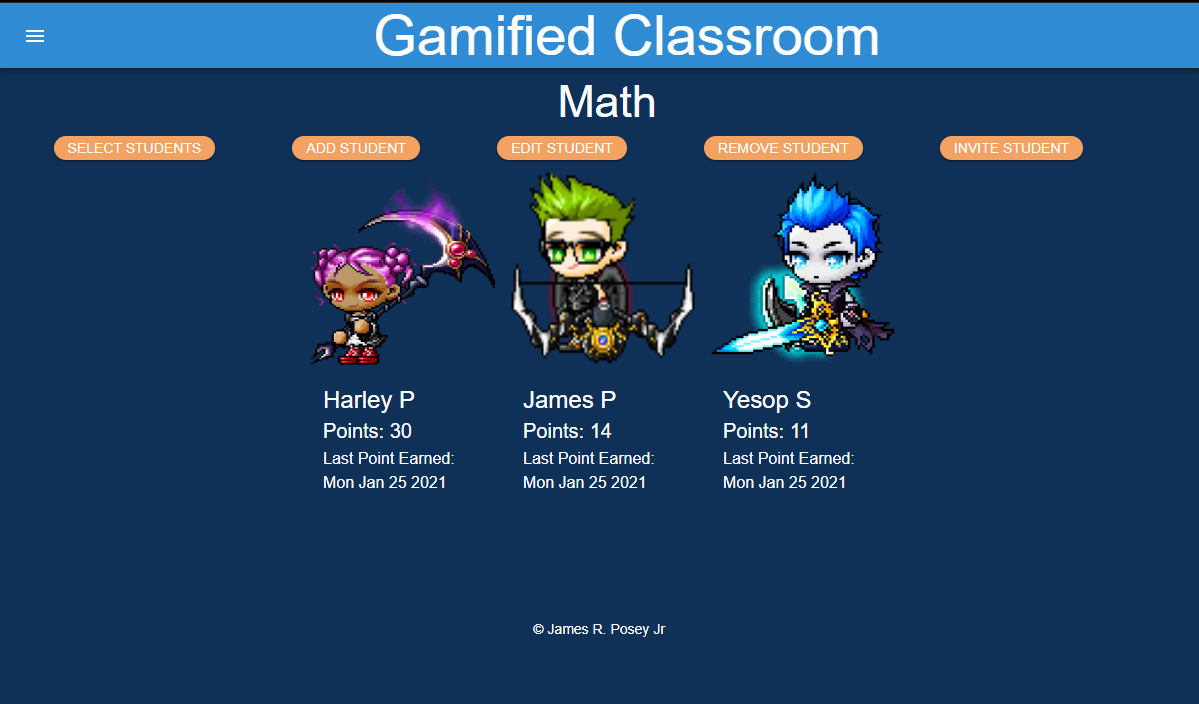 Gamified Classroom
Math
SELECT STUDENTS
ADD STUDENT
EDIT STUDENT
REMOVE STUDENT
INVITE STUDENT
Harley P
Points: 30
Last Point Earned:
Mon Jan 25 2021
James P
Points: 14
Last Point Earned:
Mon Jan 25 2021
Yesop S
Points: 11
Last Point Earned:
Mon Jan 25 2021
© James R. Posey Jr